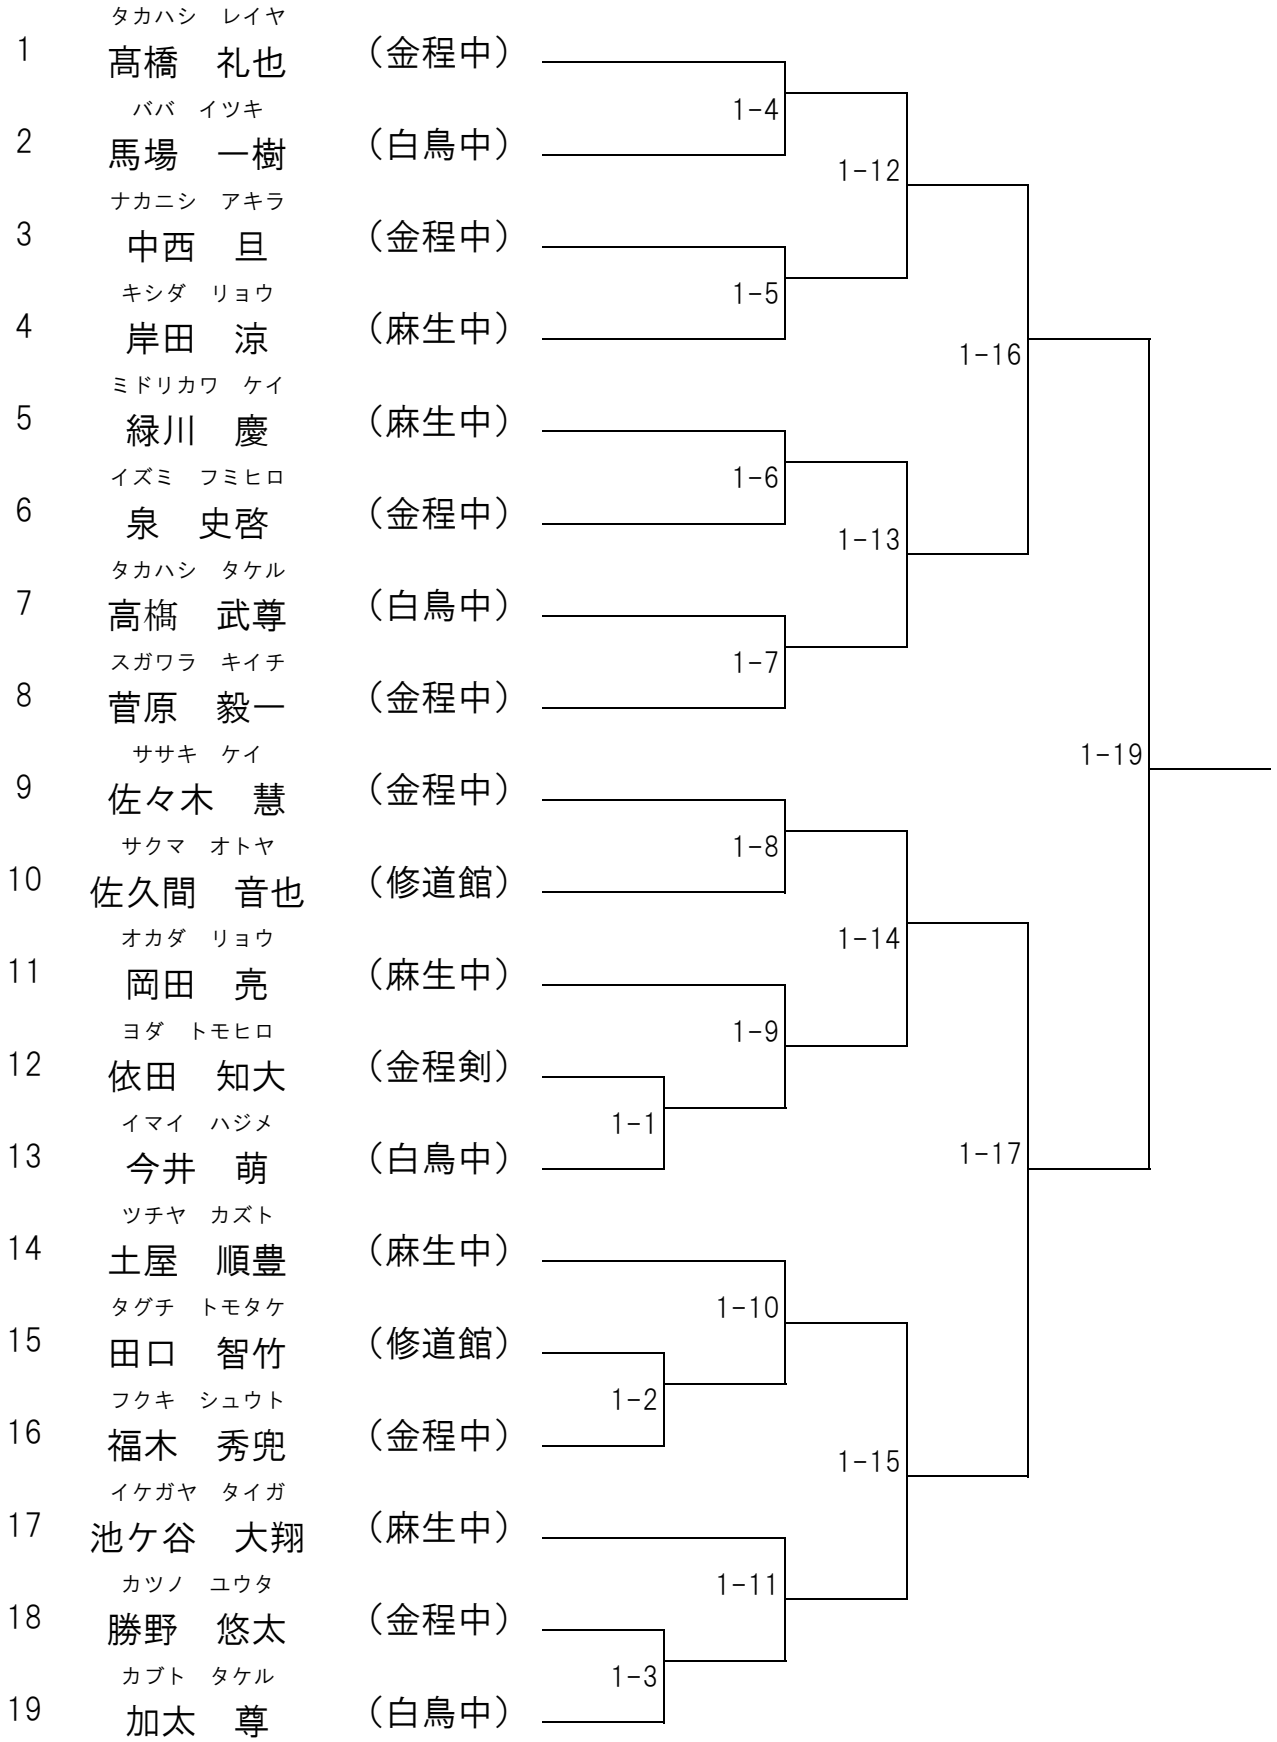 タカハシ　レイヤ
1 髙橋　礼也 （金程中）
ババ　イツキ
1-4
2 馬場　一樹 （白鳥中）
1-12
ナカニシ　アキラ
3 中西　旦 （金程中）
キシダ　リョウ
1-5
4 岸田　涼 （麻生中）
1-16
ミドリカワ　ケイ
5 緑川　慶 （麻生中）
イズミ　フミヒロ
1-6
6 泉　史啓 （金程中）
1-13
タカハシ　タケル
7 高槗　武尊 （白鳥中）
スガワラ　キイチ
1-7
8 菅原　毅一 （金程中）
ササキ　ケイ
1-19
9 佐々木　慧 （金程中）
サクマ　オトヤ
1-8
10 佐久間　音也 （修道館）
オカダ　リョウ
1-14
11 岡田　亮 （麻生中）
ヨダ　トモヒロ
1-9
12 依田　知大 （金程剣）
イマイ　ハジメ
1-1
13 今井　萌 （白鳥中）
1-17
ツチヤ　カズト
14 土屋　順豊 （麻生中）
タグチ　トモタケ
1-10
15 田口　智竹 （修道館）
フクキ　シュウト
1-2
16 福木　秀兜 （金程中）
1-15
イケガヤ　タイガ
17 池ケ谷　大翔 （麻生中）
カツノ　ユウタ
1-11
18 勝野　悠太 （金程中）
カブト　タケル
1-3
19 加太　尊 （白鳥中）